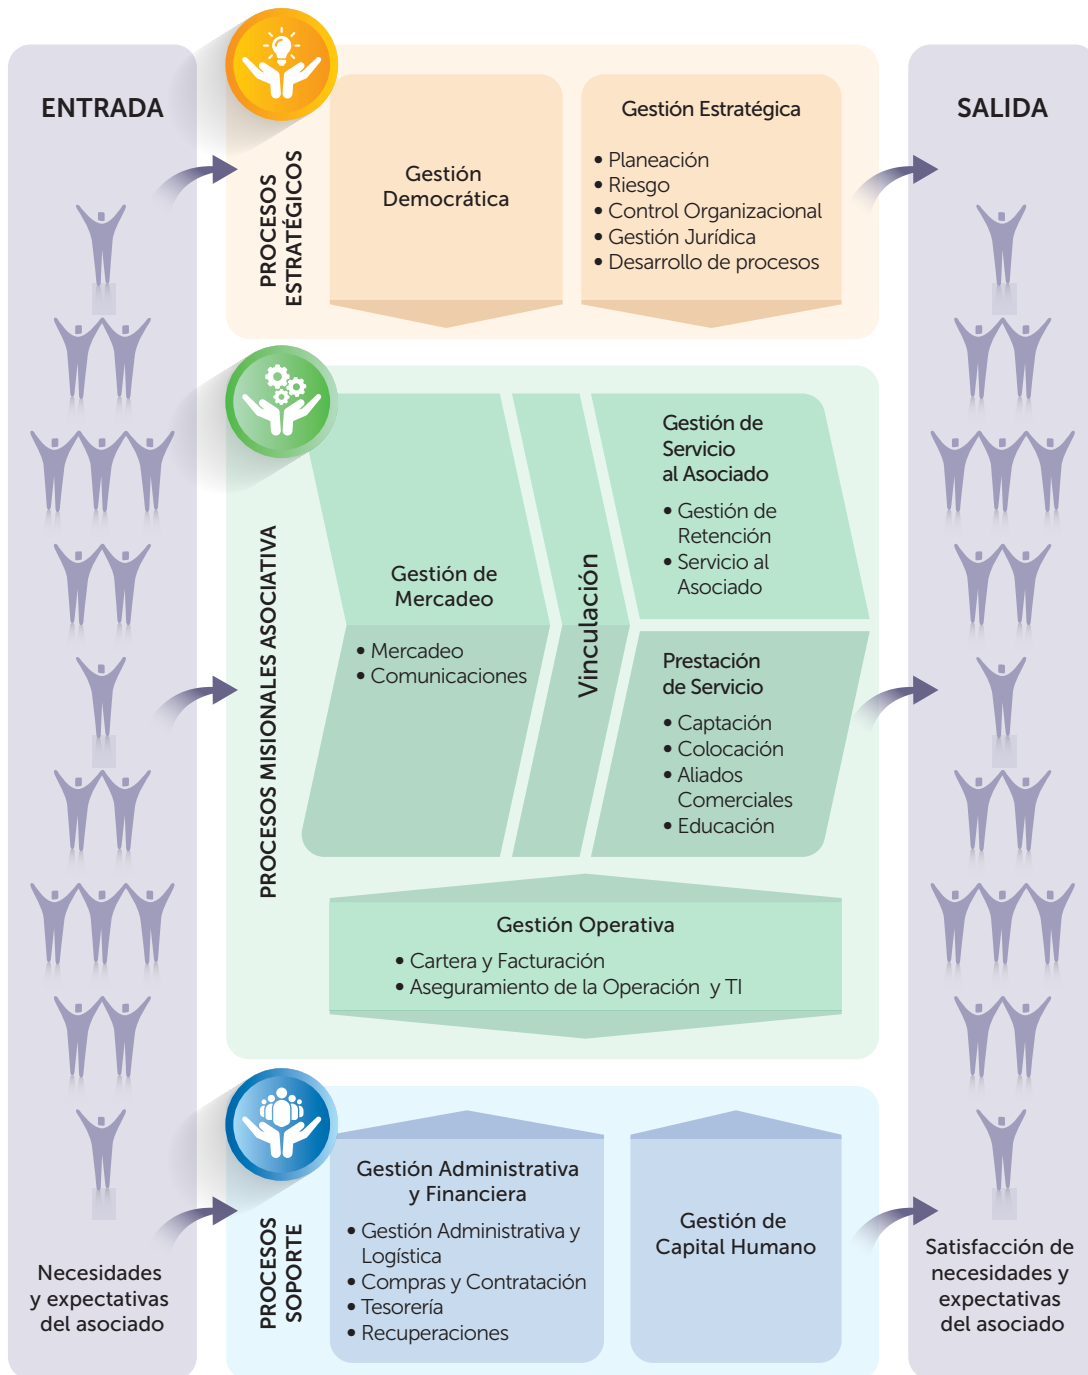 ENTRADA
PROCESOS
ESTRATÉGICOS
Gestión
Democrática
Gestión Estratégica
• Planeación
• Riesgo
• Control Organizacional
• Gestión Jurídica
• Desarrollo de procesos
SALIDA
PROCESOS MISIONALES ASOCIATIVA
Gestión de
Mercadeo
• Mercadeo
• Comunicaciones
Vinculación
Gestión de
Servicio
al Asociado
• Gestión de
Retención
• Servicio al
Asociado
Prestación
de Servicio
• Captación
• Colocación
• Aliados
Comerciales
• Educación
Gestión Operativa
• Cartera y Facturación
• Aseguramiento de la Operación y TI
PROCESOS
SOPORTE
Gestión Administrativa
y Financiera
• Gestión Administrativa y
Logística
• Compras y Contratación
• Tesorería
• Recuperaciones
Gestión de
Capital Humano
Necesidades
y expectativas
del asociado
Satisfacción de
necesidades y
expectativas
del asociado